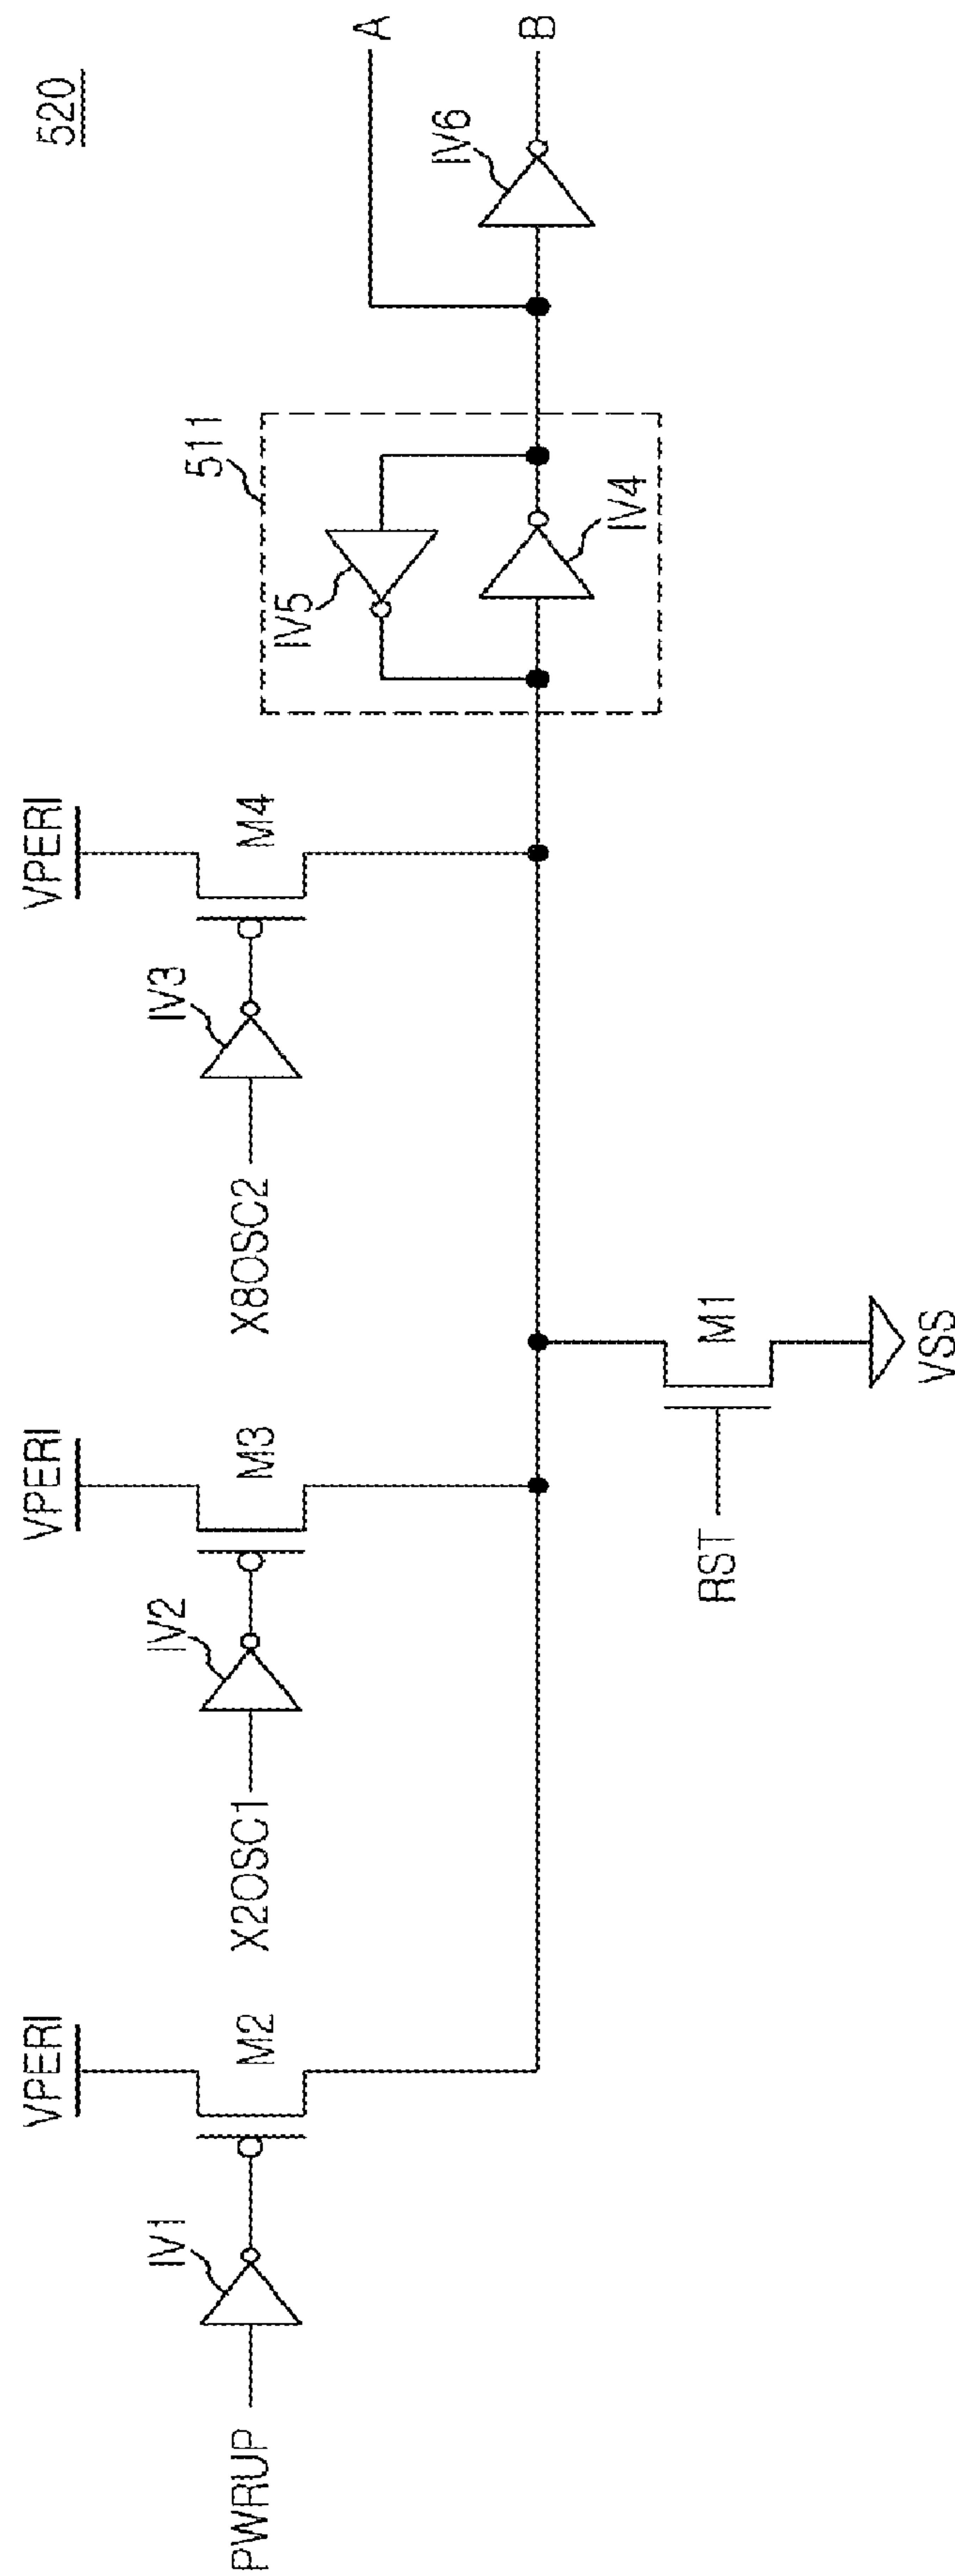 520
VPERI
VPERI
VPERI
M2
M3
M4
IV1
IV2
IV3
PWRUP
X2OSC1
X8OSC2
511
IV5
IV4
A
IV6
B
RST
M1
VSS